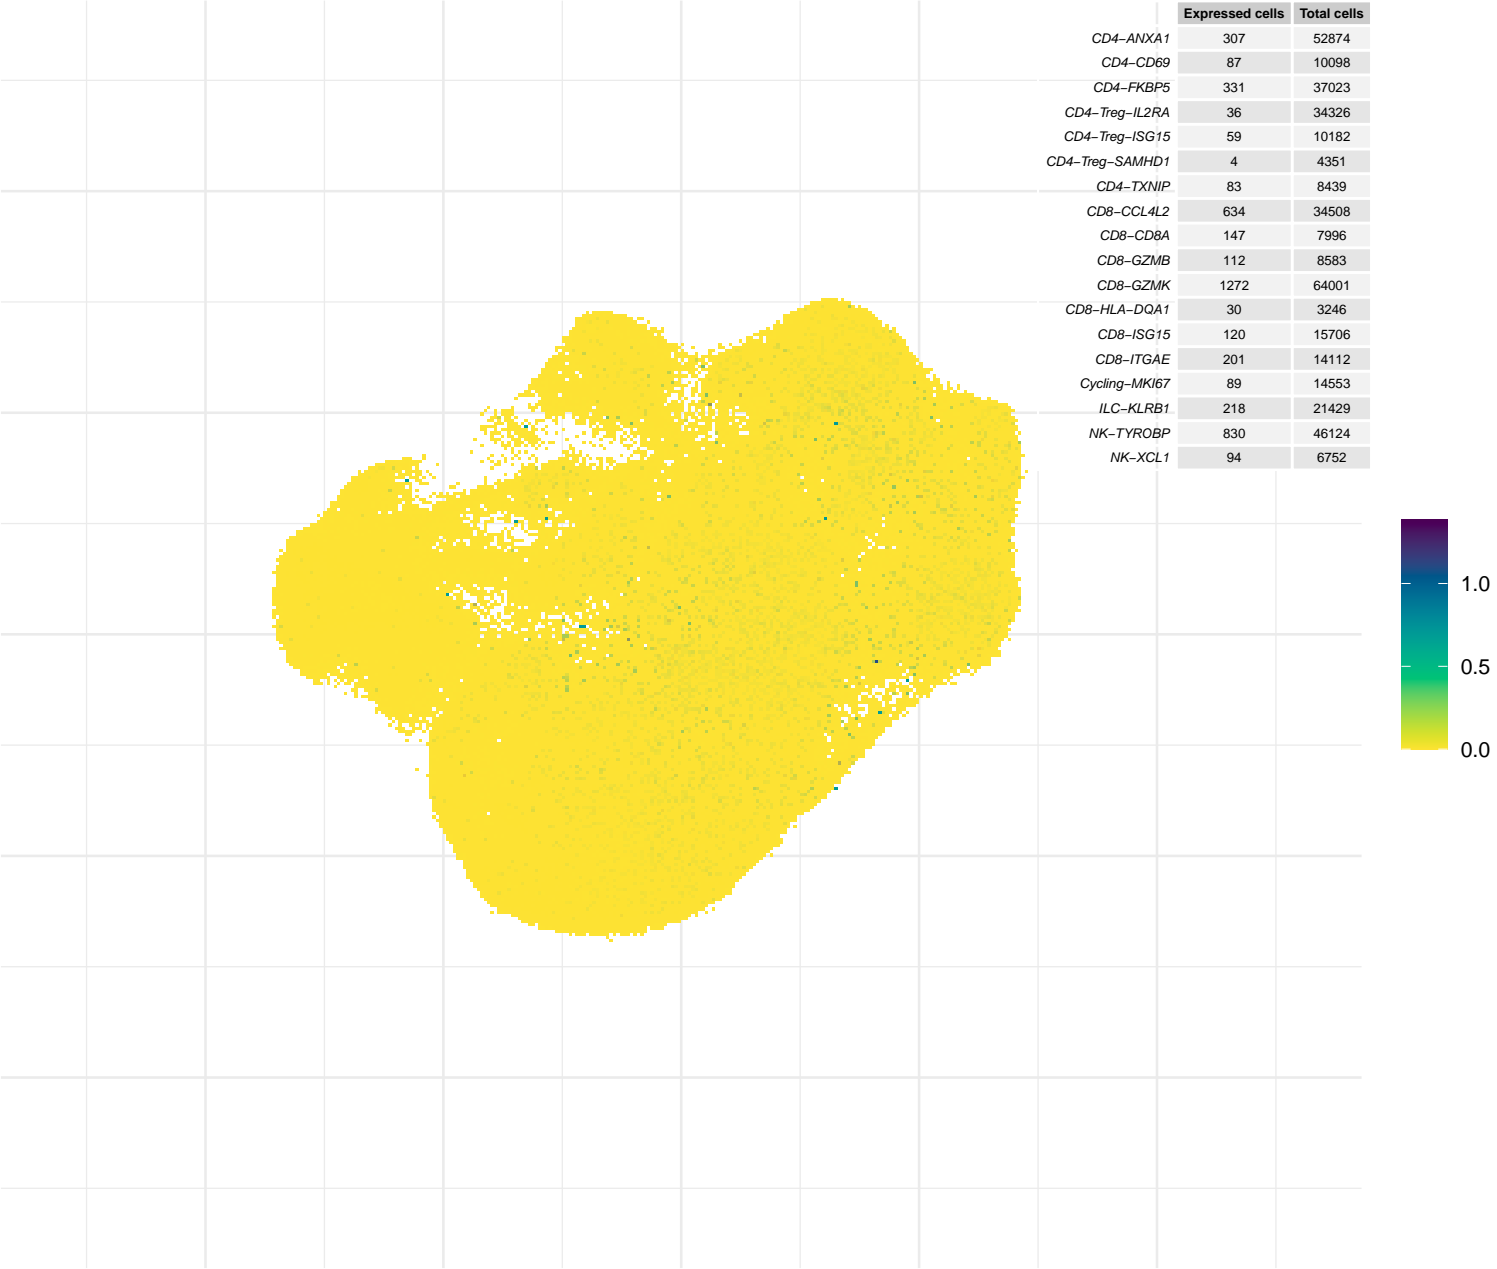 Expressed cells Total cells
CD4−ANXA1 307 52874
CD4−CD69 87 10098
CD4−FKBP5 331 37023
CD4−Treg−IL2RA 36 34326
CD4−Treg−ISG15 59 10182
CD4−Treg−SAMHD1 4 4351
CD4−TXNIP 83 8439
CD8−CCL4L2 634 34508
CD8−CD8A 147 7996
CD8−GZMB 112 8583
CD8−GZMK 1272 64001
CD8−HLA−DQA1 30 3246
CD8−ISG15 120 15706
CD8−ITGAE 201 14112
Cycling−MKI67 89 14553
ILC−KLRB1 218 21429
NK−TYROBP 830 46124
NK−XCL1 94 6752
1.0
0.5
0.0